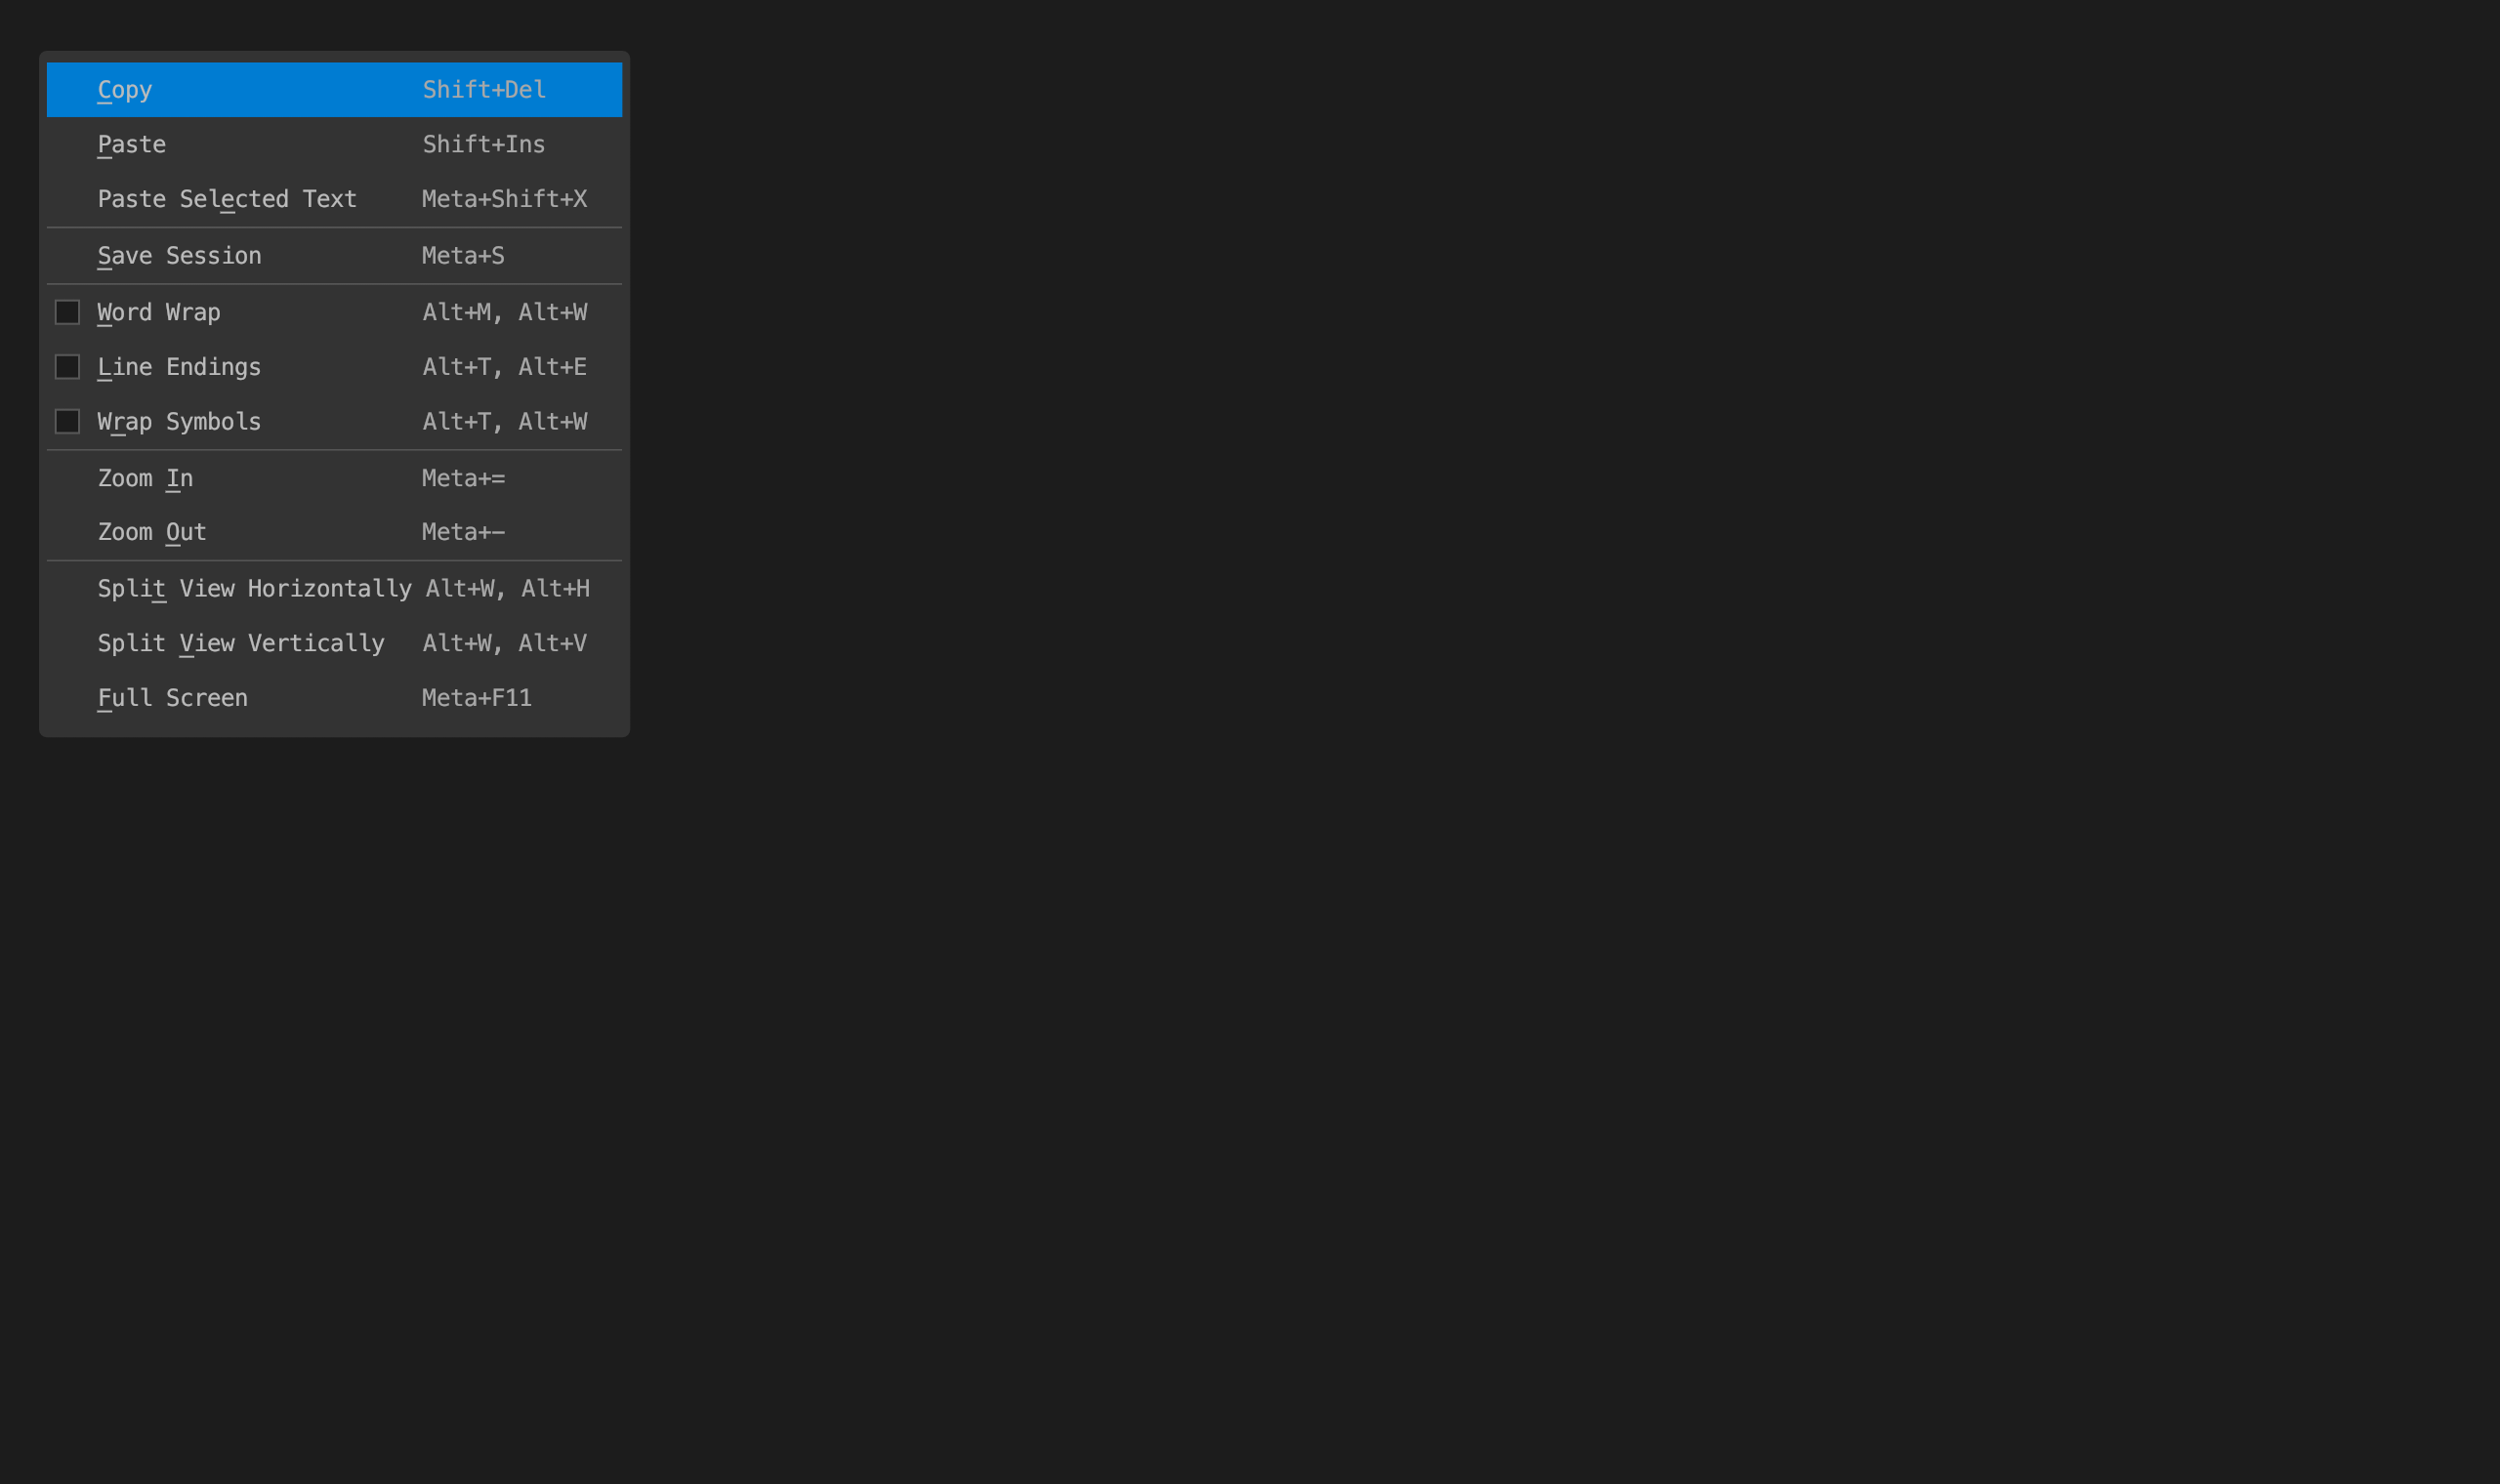 Copy Shift+Del
Paste Shift+Ins
Paste Selected Text Meta+Shift+X
Save Session Meta+S
Word Wrap Alt+M, Alt+W
Line Endings Alt+T, Alt+E
Wrap Symbols Alt+T, Alt+W
Zoom In Meta+=
Zoom Out Meta+−
Split View Horizontally Alt+W, Alt+H
Split View Vertically Alt+W, Alt+V
Full Screen Meta+F11